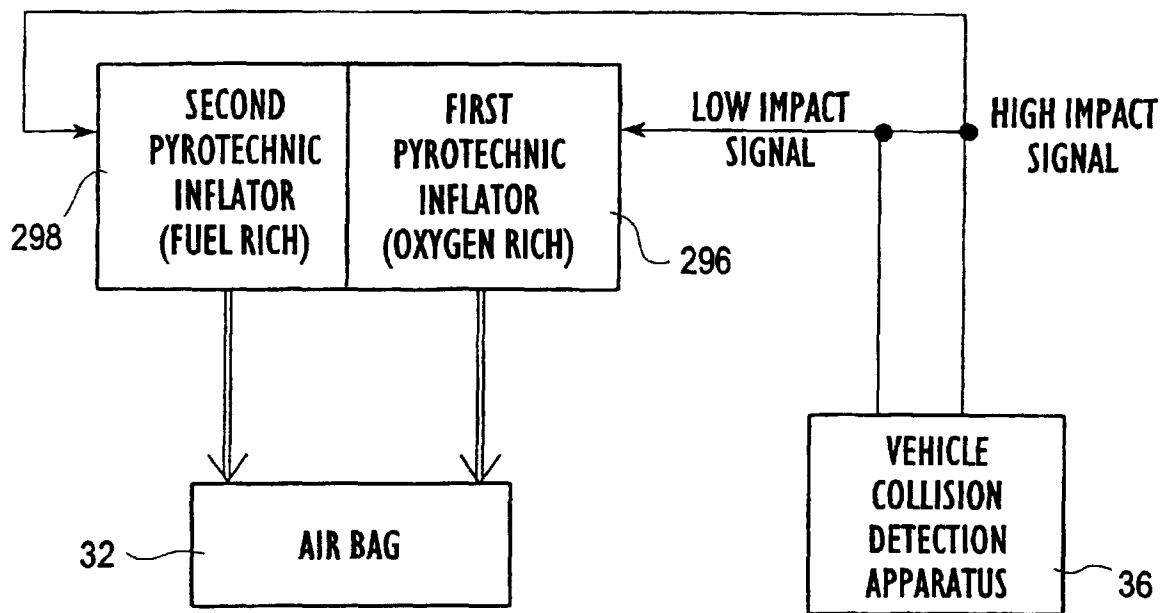 SECOND
PYROTECHNIC
INFLATOR
(FUEL RICH)
FIRST
PYROTECHNIC
INFLATOR
(OXYGEN RICH)
LOW IMPACT
SIGNAL
HIGH IMPACT
SIGNAL
298
296
AIR BAG
32
VEHICLE
COLLISION
DETECTION
APPARATUS
36